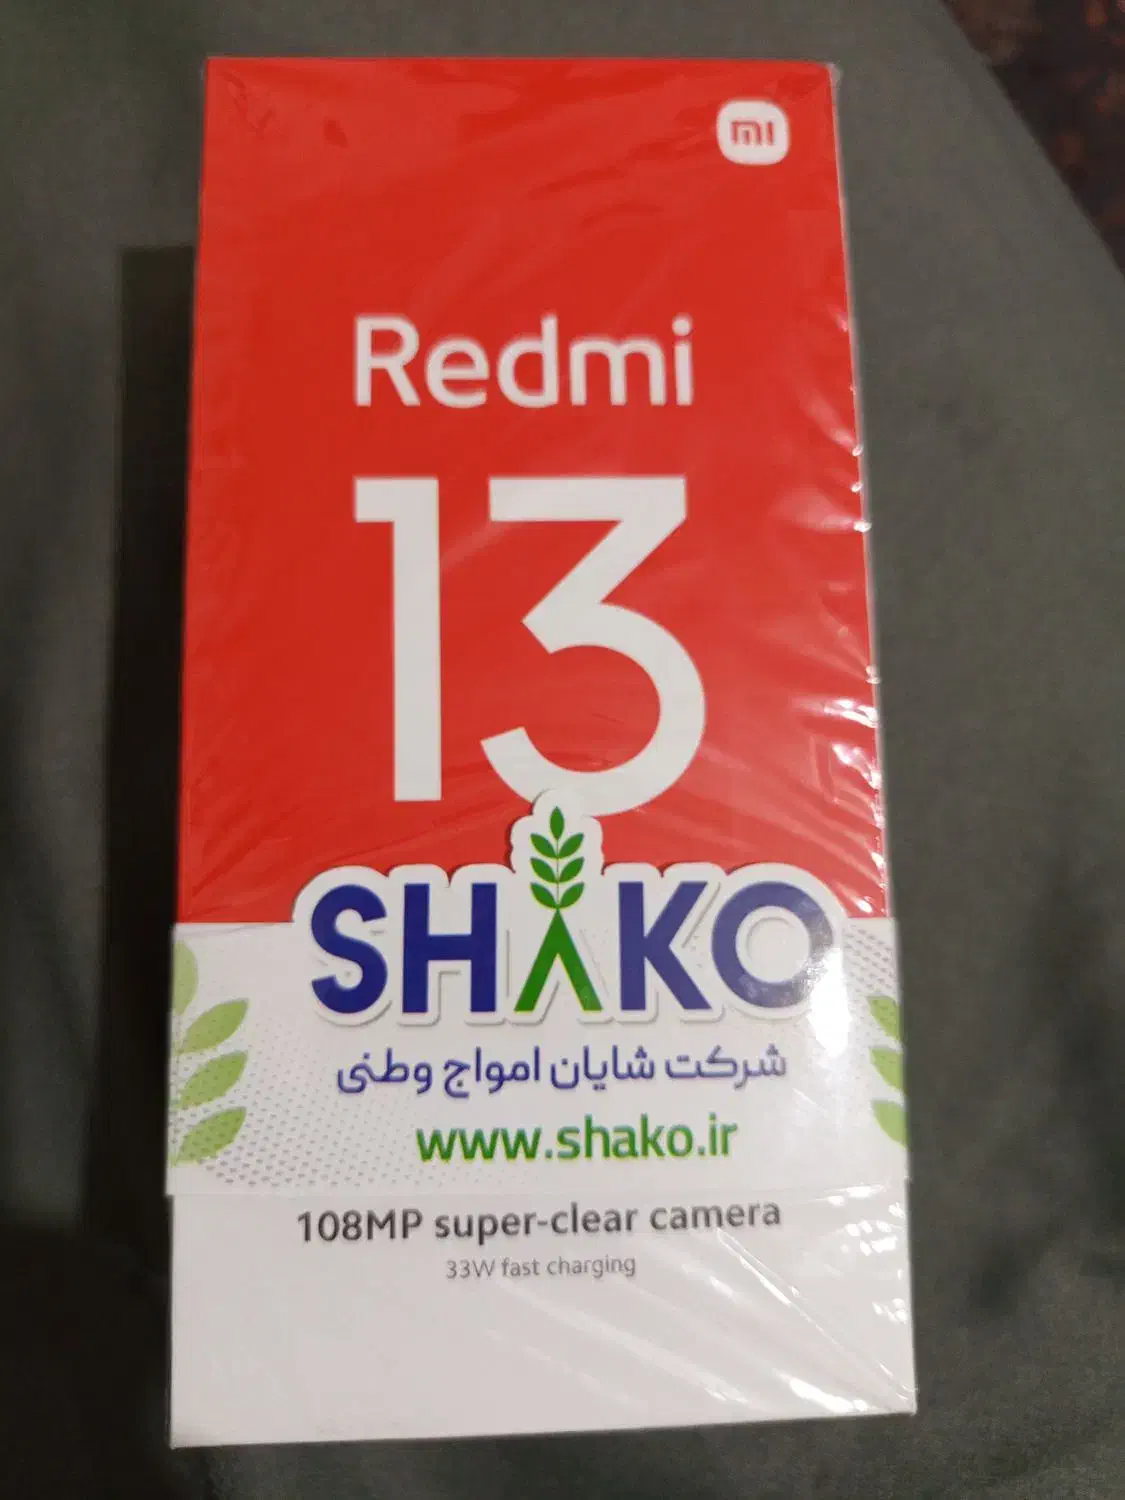 mi
Redmi
13
SHAKO
شرکت شایان امواج وطنی
www.shako.ir
108MP super-clear camera
33W fast charging